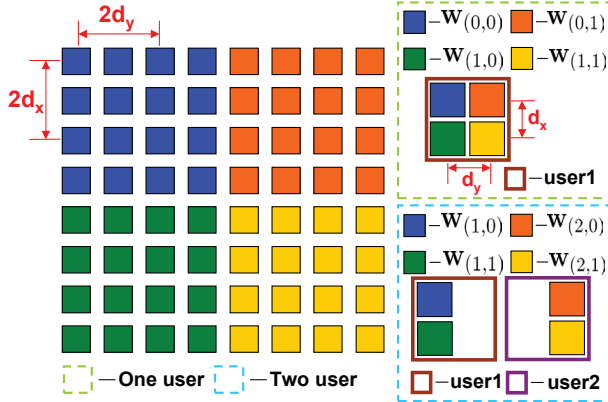 2d_y
2d_x
–W_(0,0) –W_(0,1)
–W_(1,0) –W_(1,1)
d_x
d_y
–user1
–W_(1,0) –W_(2,0)
–W_(1,1) –W_(2,1)
–user1 –user2
–One user –Two user